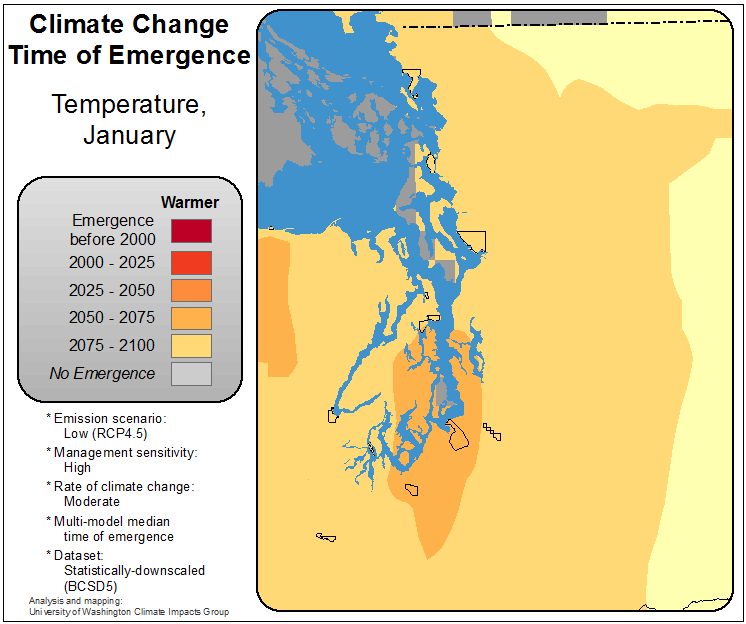 Climate Change
Time of Emergence
Temperature,
January
Warmer
Emergence
before 2000
2000 - 2025
2025 - 2050
2050 - 2075
2075 - 2100
No Emergence
* Emission scenario:
Low (RCP4.5)
* Management sensitivity:
High
* Rate of climate change:
Moderate
* Multi-model median
time of emergence
* Dataset:
Statistically-downscaled
(BCSD5)
Analysis and mapping:
University of Washington Climate Impacts Group